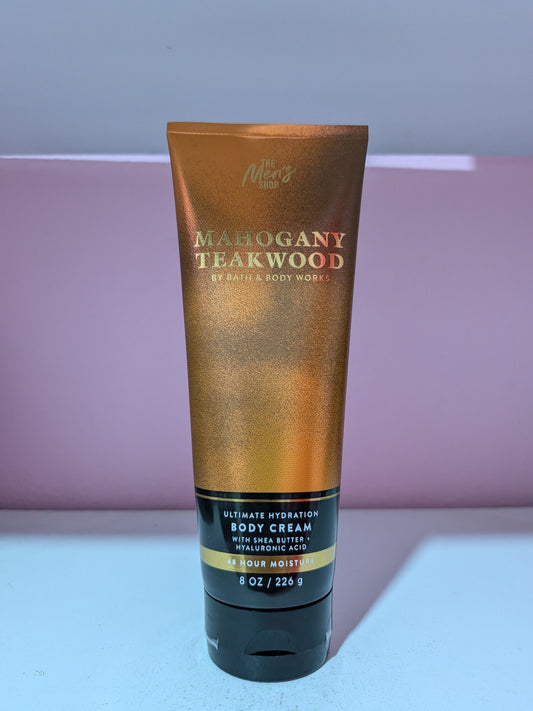 THE
Men's
SHOP
MAHOGANY
TEAKWOOD
BY BATH & BODY WORKS
ULTIMATE HYDRATION
BODY CREAM
WITH SHEA BUTTER +
HYALURONIC ACID
48 HOUR MOISTURE
8 OZ / 226 g